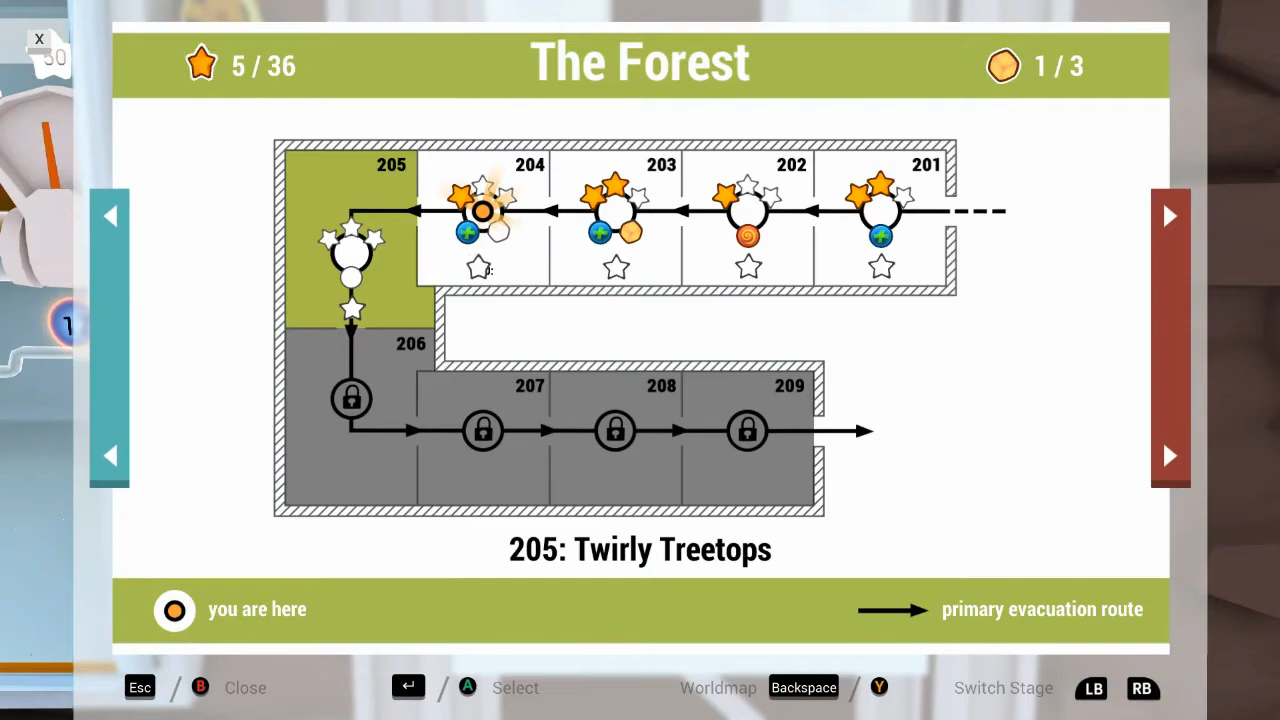 X
50
5 / 36
The Forest
1 / 3
205
204
203
202
201
206
207
208
209
205: Twirly Treetops
you are here
primary evacuation route
Esc / B Close
↵ / A Select
Worldmap Backspace / Y
Switch Stage LB RB